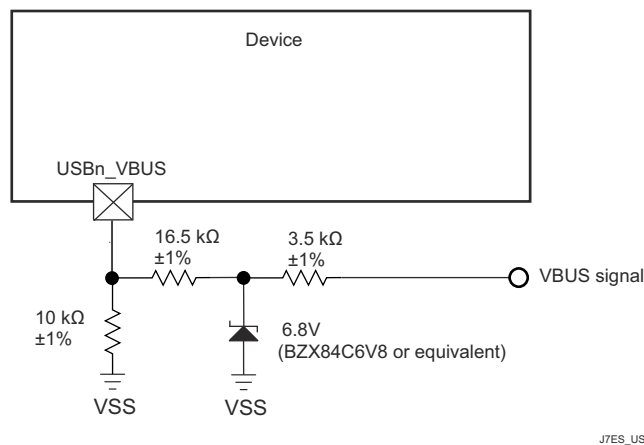 Device
USBn_VBUS
16.5 kΩ
±1%
3.5 kΩ
±1%
VBUS signal
10 kΩ
±1%
6.8V
(BZX84C6V8 or equivalent)
VSS
VSS
J7ES_US